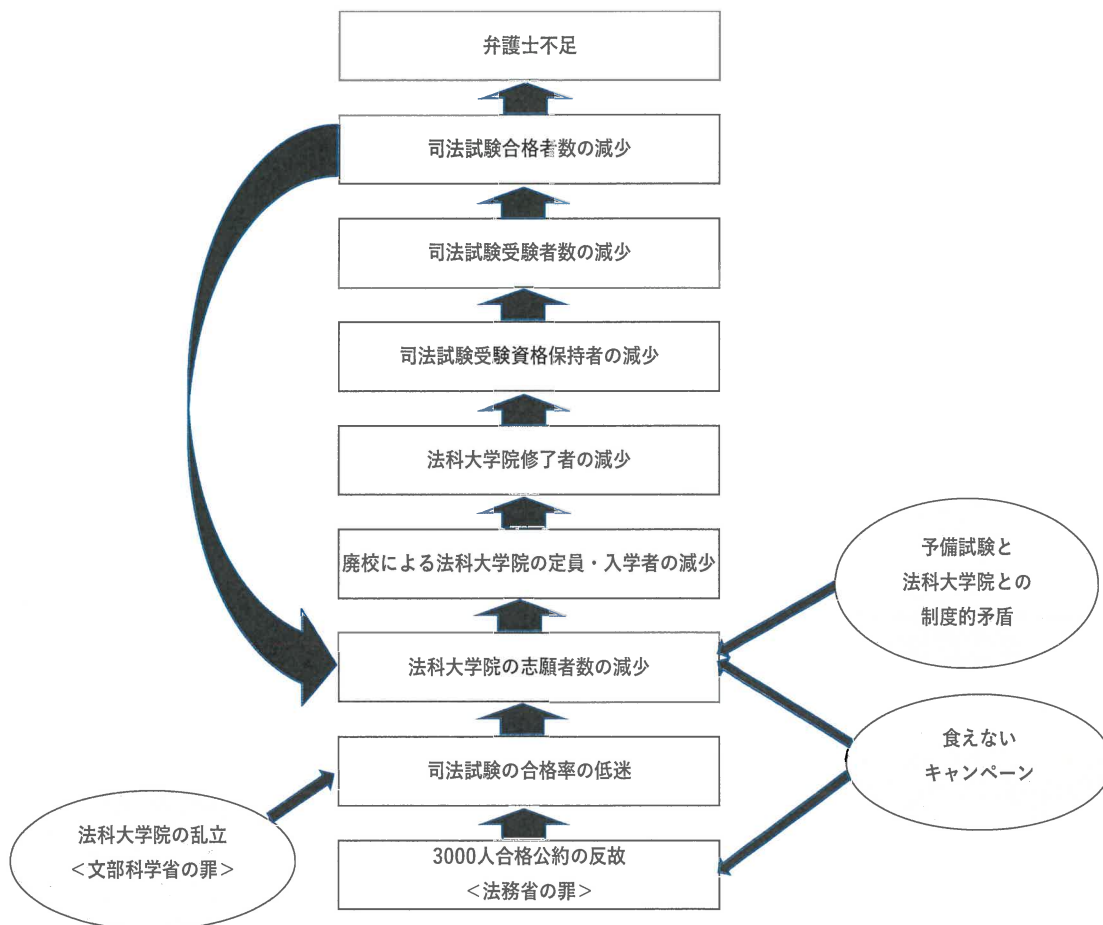 弁護士不足
司法試験合格者数の減少
司法試験受験者数の減少
司法試験受験資格保持者の減少
法科大学院修了者の減少
廃校による法科大学院の定員・入学者の減少
予備試験と
法科大学院との
制度的矛盾
法科大学院の志願者数の減少
食えない
キャンペーン
司法試験の合格率の低迷
法科大学院の乱立
<文部科学省の罪>
3000人合格公約の反故
<法務省の罪>